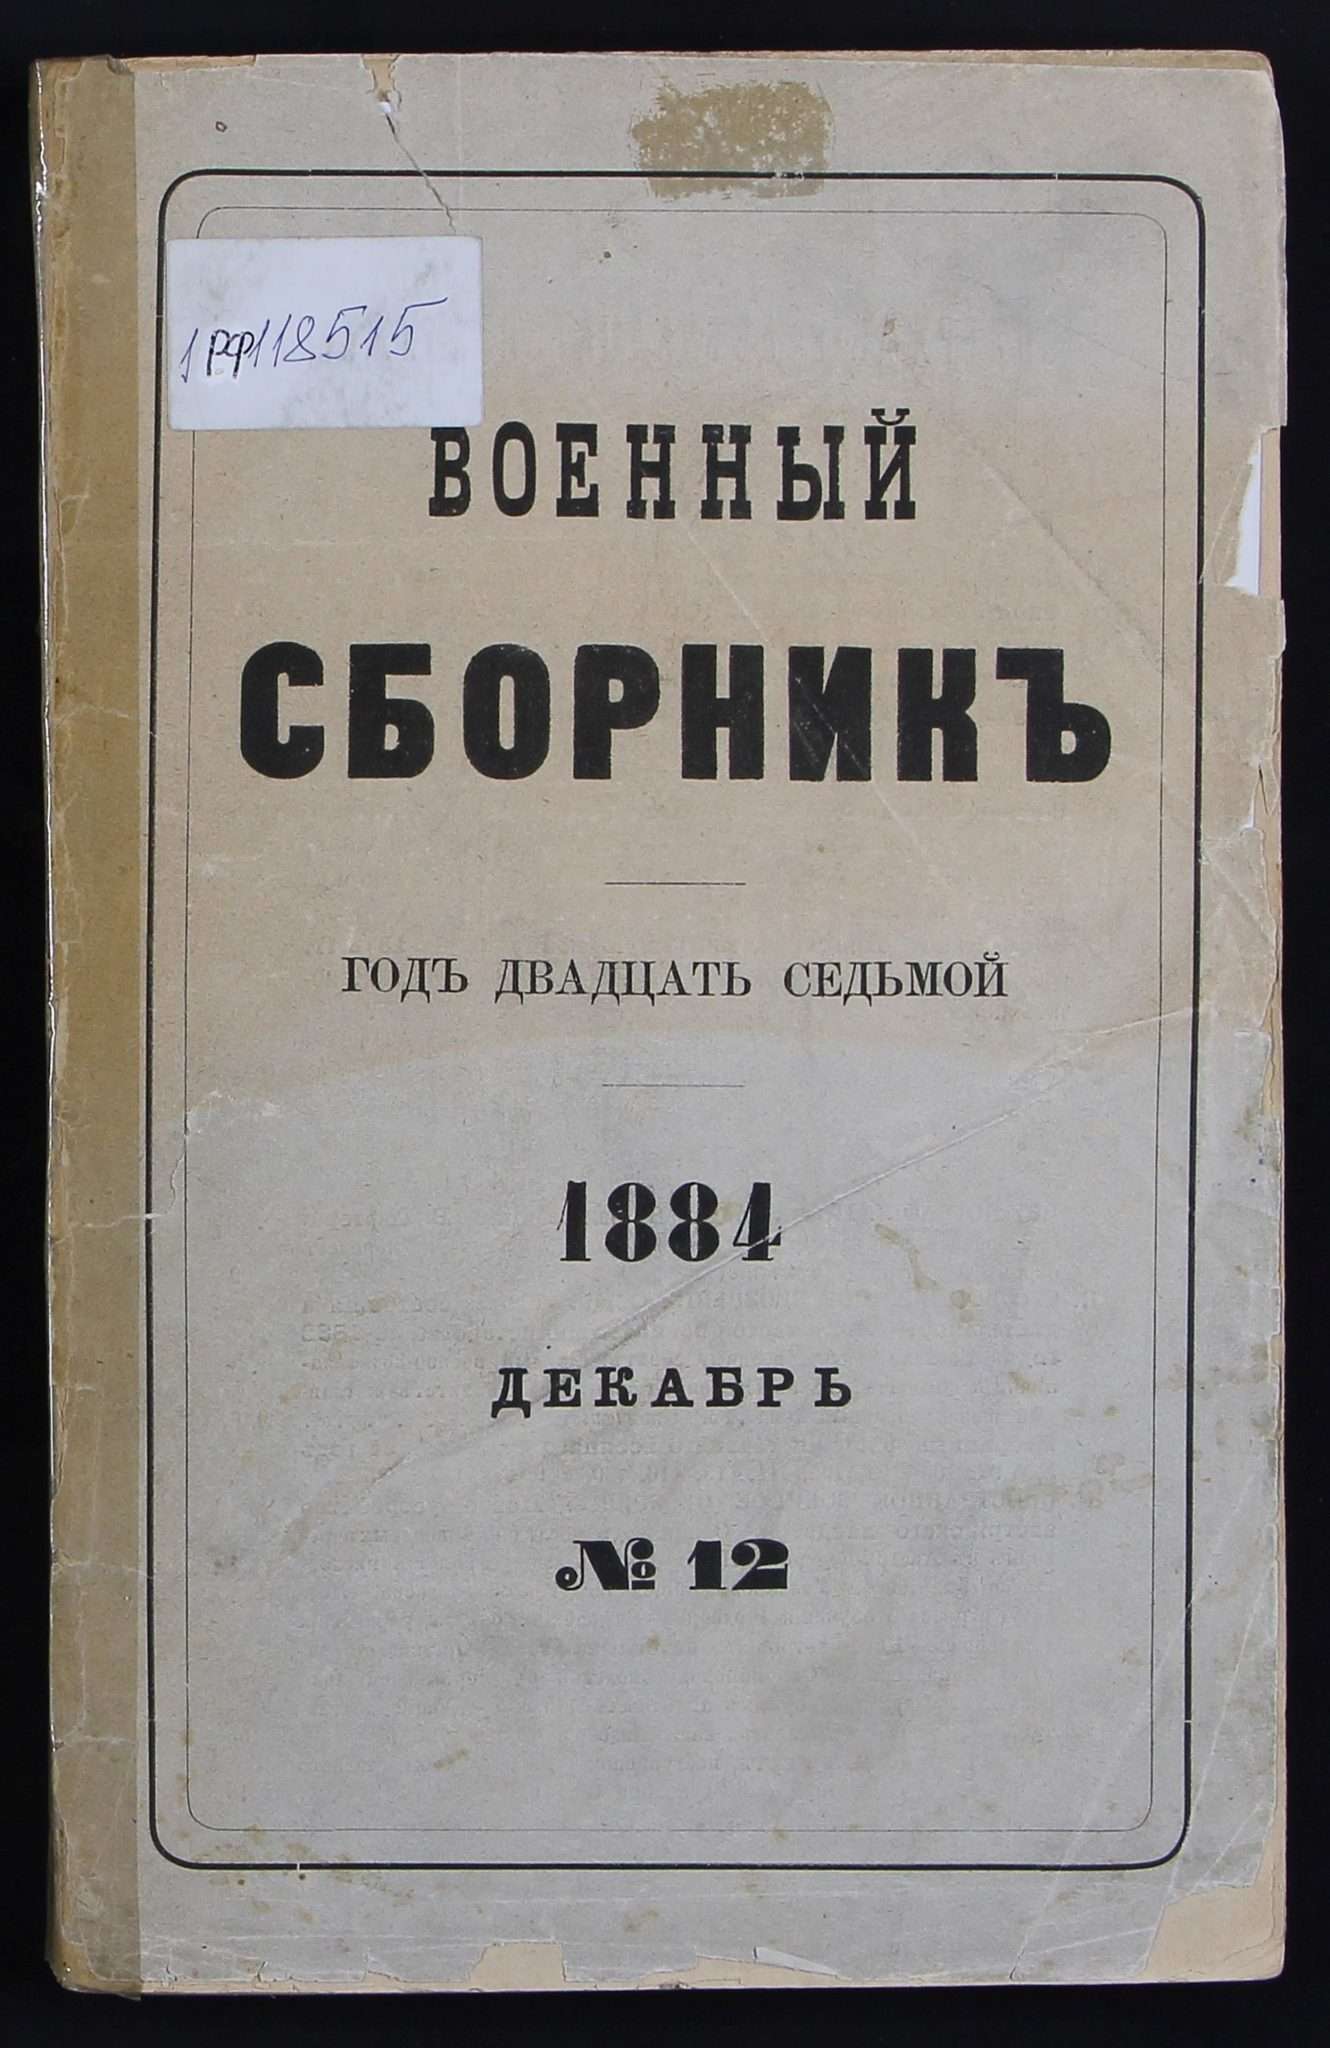 1рф118515
ВОЕННЫЙ
СБОРНИКЪ
ГОДЪ ДВАДЦАТЬ СЕДЬМОЙ
1884
ДЕКАБРЬ
№ 12